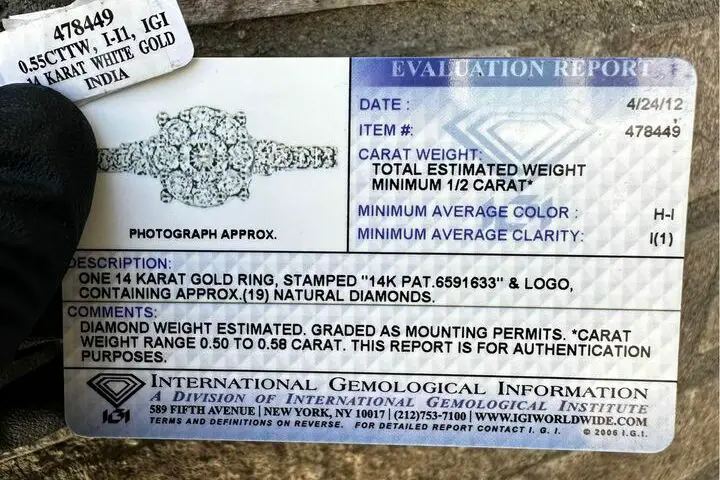 478449
0.55CTTW, I-I1, IGI
14 KARAT WHITE GOLD
INDIA
EVALUATION REPORT
DATE : 4/24/12
ITEM #: 478449
CARAT WEIGHT:
TOTAL ESTIMATED WEIGHT
MINIMUM 1/2 CARAT*
MINIMUM AVERAGE COLOR : H-I
MINIMUM AVERAGE CLARITY: I(1)
PHOTOGRAPH APPROX.
DESCRIPTION:
ONE 14 KARAT GOLD RING, STAMPED "14K PAT.6591633" & LOGO,
CONTAINING APPROX.(19) NATURAL DIAMONDS.
COMMENTS:
DIAMOND WEIGHT ESTIMATED. GRADED AS MOUNTING PERMITS. *CARAT
WEIGHT RANGE 0.50 TO 0.58 CARAT. THIS REPORT IS FOR AUTHENTICATION
PURPOSES.
IGI
INTERNATIONAL GEMOLOGICAL INFORMATION
A DIVISION OF INTERNATIONAL GEMOLOGICAL INSTITUTE
589 FIFTH AVENUE | NEW YORK, NY 10017 | (212)753-7100 | WWW.IGIWORLDWIDE.COM
TERMS AND DEFINITIONS ON REVERSE. FOR DETAILED REPORT CONTACT I. G. I. © 2006 I.G.I.